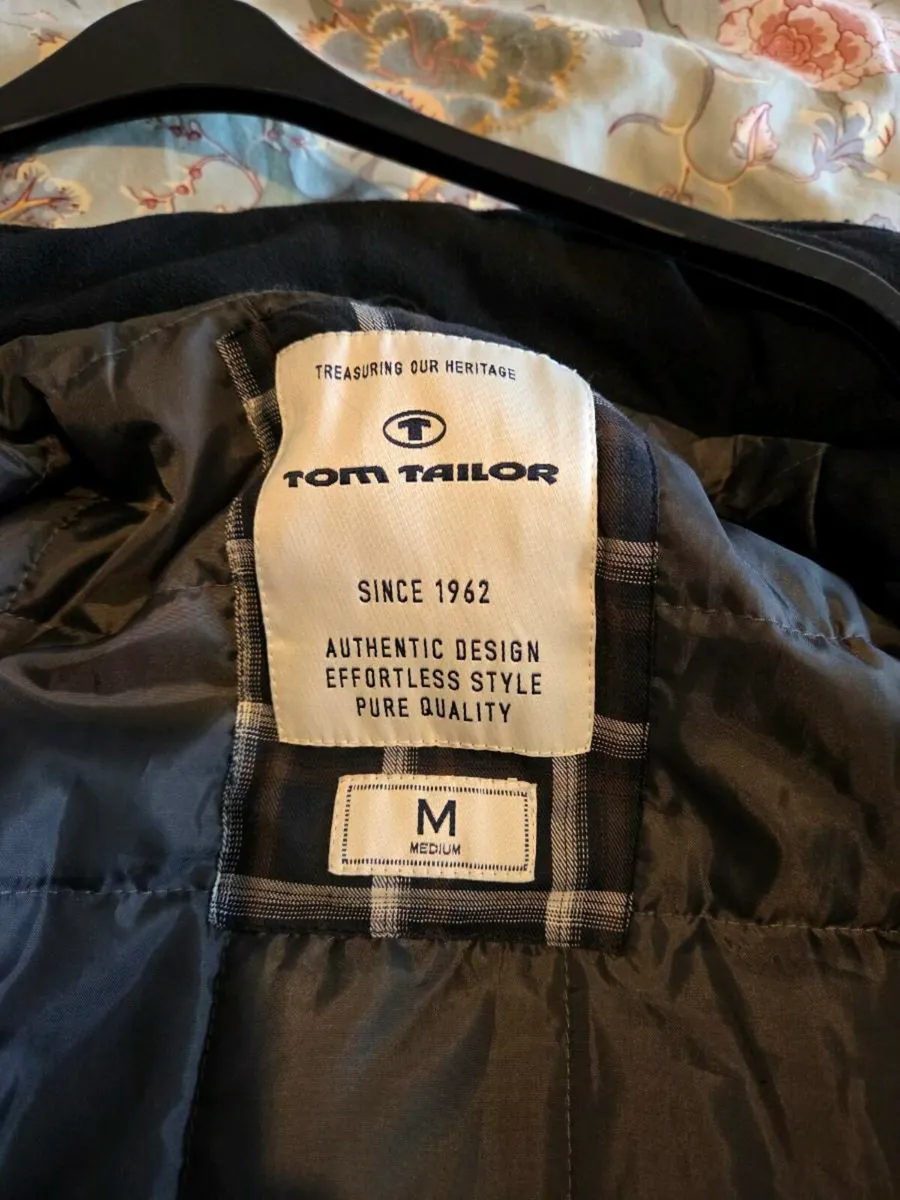 TREASURING OUR HERITAGE
T
TOM TAILOR
SINCE 1962
AUTHENTIC DESIGN
EFFORTLESS STYLE
PURE QUALITY
M
MEDIUM